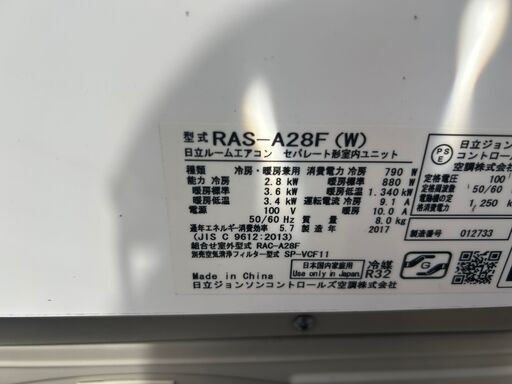 型式 RAS-A28F(W)
日立ルームエアコン セパレート形室内ユニット
種類 冷房・暖房兼用 消費電力 冷房 790 W
能力 冷房 2.8 kW 暖房標準 880 W
暖房標準 3.6 kW 暖房低温 1.340 kW
暖房低温 3.4 kW 運転電流 冷房 9.1 A
電源 100 V 暖房 10.0 A
50/60 Hz 質量 8.0 kg
通年エネルギー消費効率 5.7 製造年 2017
(JIS C 9612:2013)
組合せ室外型式 RAC-A28F
別売空気清浄フィルター型式 SP-VCF11
Made in China
日本国内家庭用
Use only in Japan
冷媒
R32
日立ジョンソンコントロールズ空調株式会社
PS
E
日立ジョン
コントロール
空調株式会
定格電圧 100
定格周波数 50/60
定格消費電
1,250
製造番号 012733